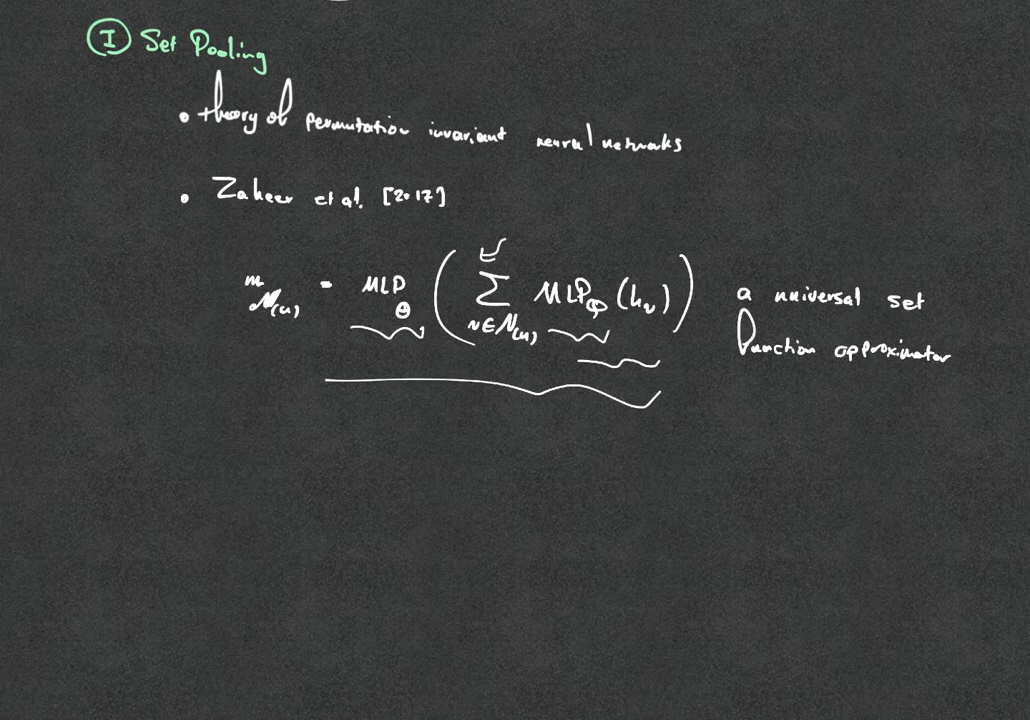 I Set Pooling
• theory of permutation invariant neural networks
• Zaheer et al. [2017]
m_N(u) = MLP_θ ( Σ_{v∈N(u)} MLP_φ (h_v) ) a universal set
function approximator